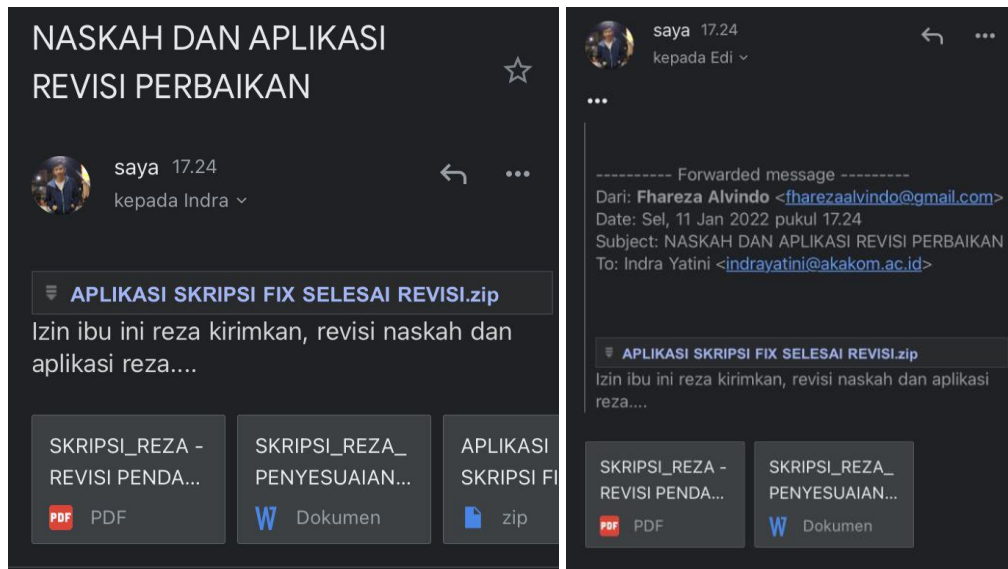 NASKAH DAN APLIKASI
REVISI PERBAIKAN
saya 17.24
kepada Indra
APLIKASI SKRIPSI FIX SELESAI REVISI.zip
Izin ibu ini reza kirimkan, revisi naskah dan
aplikasi reza....
SKRIPSI_REZA -
REVISI PENDA...
PDF PDF
SKRIPSI_REZA_
PENYESUAIAN...
W Dokumen
APLIKASI
SKRIPSI FI
zip
saya 17.24
kepada Edi
---------- Forwarded message ---------
Dari: Fhareza Alvindo <fharezaalvindo@gmail.com>
Date: Sel, 11 Jan 2022 pukul 17.24
Subject: NASKAH DAN APLIKASI REVISI PERBAIKAN
To: Indra Yatini <indrayatini@akakom.ac.id>
APLIKASI SKRIPSI FIX SELESAI REVISI.zip
Izin ibu ini reza kirimkan, revisi naskah dan aplikasi
reza....
SKRIPSI_REZA -
REVISI PENDA...
PDF PDF
SKRIPSI_REZA_
PENYESUAIAN...
W Dokumen